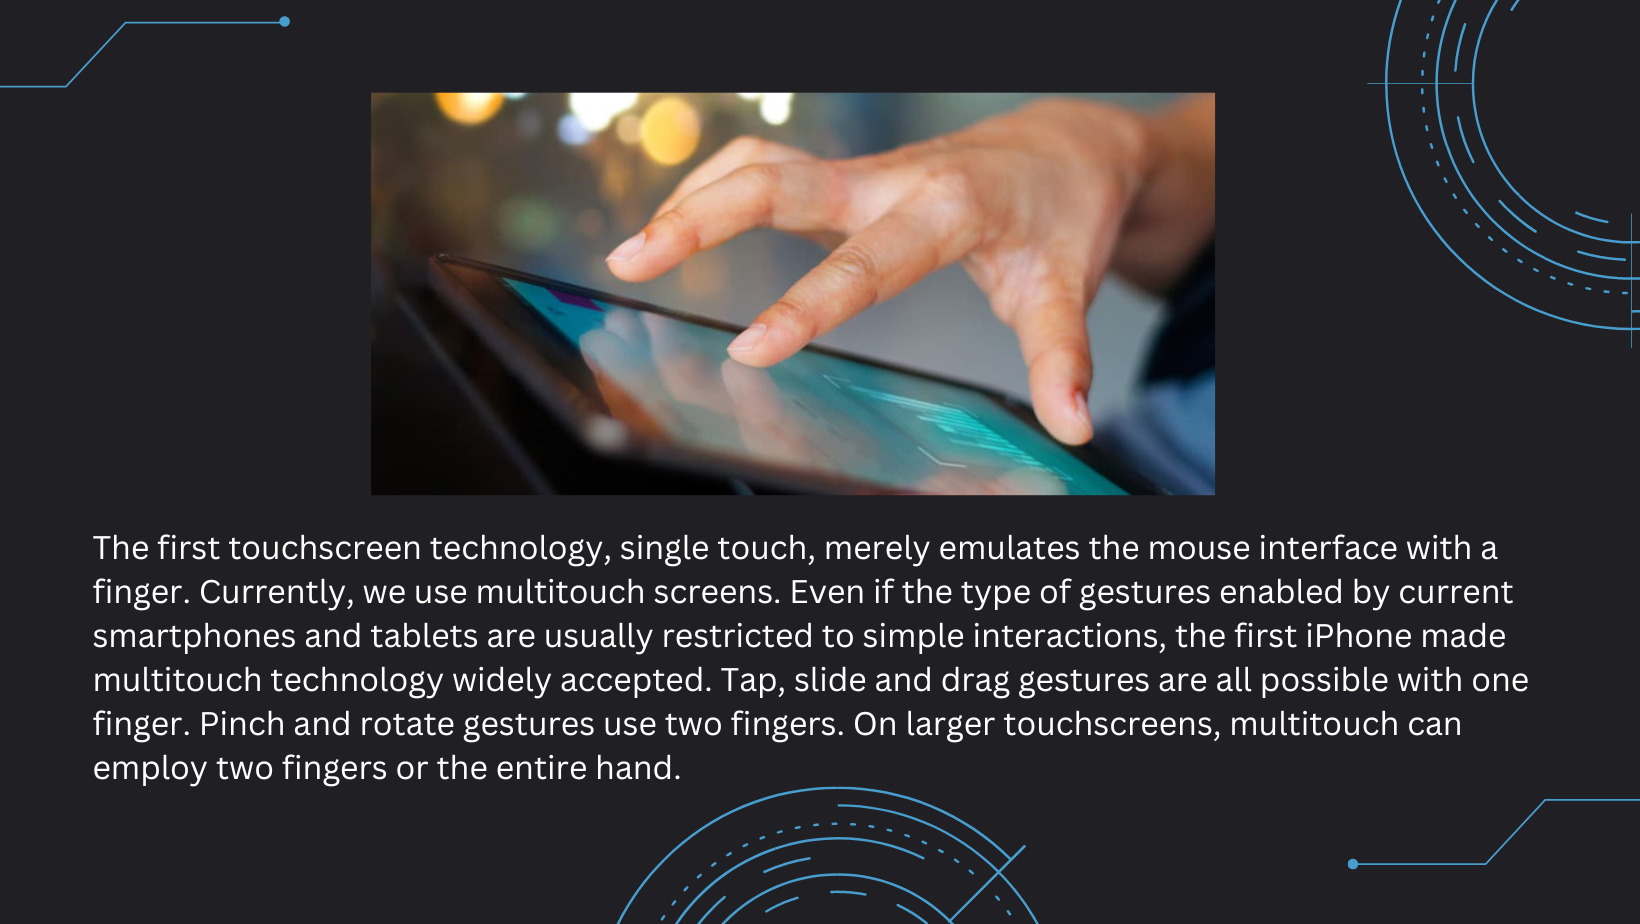 The first touchscreen technology, single touch, merely emulates the mouse interface with a
finger. Currently, we use multitouch screens. Even if the type of gestures enabled by current
smartphones and tablets are usually restricted to simple interactions, the first iPhone made
multitouch technology widely accepted. Tap, slide and drag gestures are all possible with one
finger. Pinch and rotate gestures use two fingers. On larger touchscreens, multitouch can
employ two fingers or the entire hand.